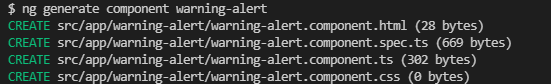 $ ng generate component warning-alert
CREATE src/app/warning-alert/warning-alert.component.html (28 bytes)
CREATE src/app/warning-alert/warning-alert.component.spec.ts (669 bytes)
CREATE src/app/warning-alert/warning-alert.component.ts (302 bytes)
CREATE src/app/warning-alert/warning-alert.component.css (0 bytes)